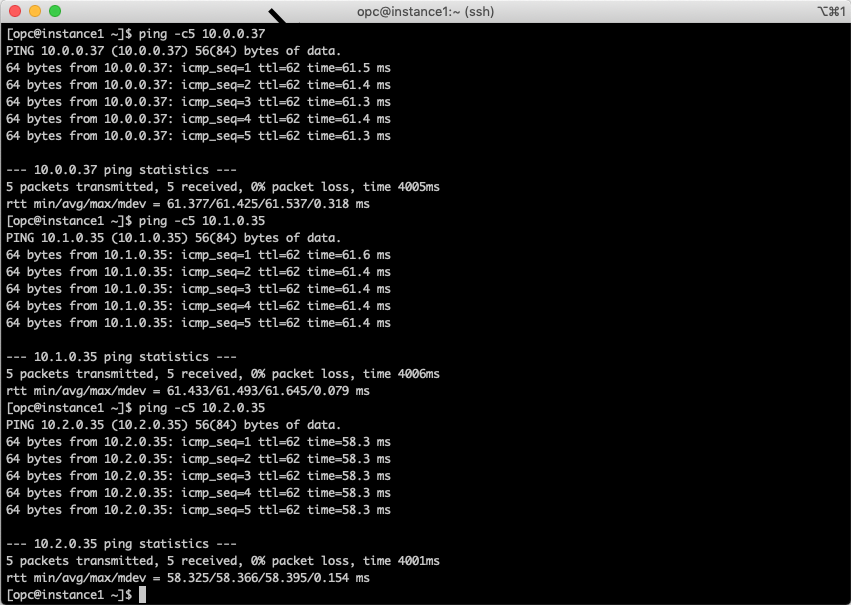 opc@instance1:~ (ssh)
⌥⌘1
[opc@instance1 ~]$ ping -c5 10.0.0.37
PING 10.0.0.37 (10.0.0.37) 56(84) bytes of data.
64 bytes from 10.0.0.37: icmp_seq=1 ttl=62 time=61.5 ms
64 bytes from 10.0.0.37: icmp_seq=2 ttl=62 time=61.4 ms
64 bytes from 10.0.0.37: icmp_seq=3 ttl=62 time=61.3 ms
64 bytes from 10.0.0.37: icmp_seq=4 ttl=62 time=61.4 ms
64 bytes from 10.0.0.37: icmp_seq=5 ttl=62 time=61.3 ms
--- 10.0.0.37 ping statistics ---
5 packets transmitted, 5 received, 0% packet loss, time 4005ms
rtt min/avg/max/mdev = 61.377/61.425/61.537/0.318 ms
[opc@instance1 ~]$ ping -c5 10.1.0.35
PING 10.1.0.35 (10.1.0.35) 56(84) bytes of data.
64 bytes from 10.1.0.35: icmp_seq=1 ttl=62 time=61.6 ms
64 bytes from 10.1.0.35: icmp_seq=2 ttl=62 time=61.4 ms
64 bytes from 10.1.0.35: icmp_seq=3 ttl=62 time=61.4 ms
64 bytes from 10.1.0.35: icmp_seq=4 ttl=62 time=61.4 ms
64 bytes from 10.1.0.35: icmp_seq=5 ttl=62 time=61.4 ms
--- 10.1.0.35 ping statistics ---
5 packets transmitted, 5 received, 0% packet loss, time 4006ms
rtt min/avg/max/mdev = 61.433/61.493/61.645/0.079 ms
[opc@instance1 ~]$ ping -c5 10.2.0.35
PING 10.2.0.35 (10.2.0.35) 56(84) bytes of data.
64 bytes from 10.2.0.35: icmp_seq=1 ttl=62 time=58.3 ms
64 bytes from 10.2.0.35: icmp_seq=2 ttl=62 time=58.3 ms
64 bytes from 10.2.0.35: icmp_seq=3 ttl=62 time=58.3 ms
64 bytes from 10.2.0.35: icmp_seq=4 ttl=62 time=58.3 ms
64 bytes from 10.2.0.35: icmp_seq=5 ttl=62 time=58.3 ms
--- 10.2.0.35 ping statistics ---
5 packets transmitted, 5 received, 0% packet loss, time 4001ms
rtt min/avg/max/mdev = 58.325/58.366/58.395/0.154 ms
[opc@instance1 ~]$